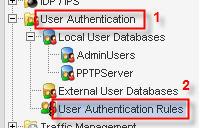 IDP / IPS
User Authentication 1
Local User Databases
AdminUsers
PPTPServer
External User Databases 2
User Authentication Rules
Traffic Management